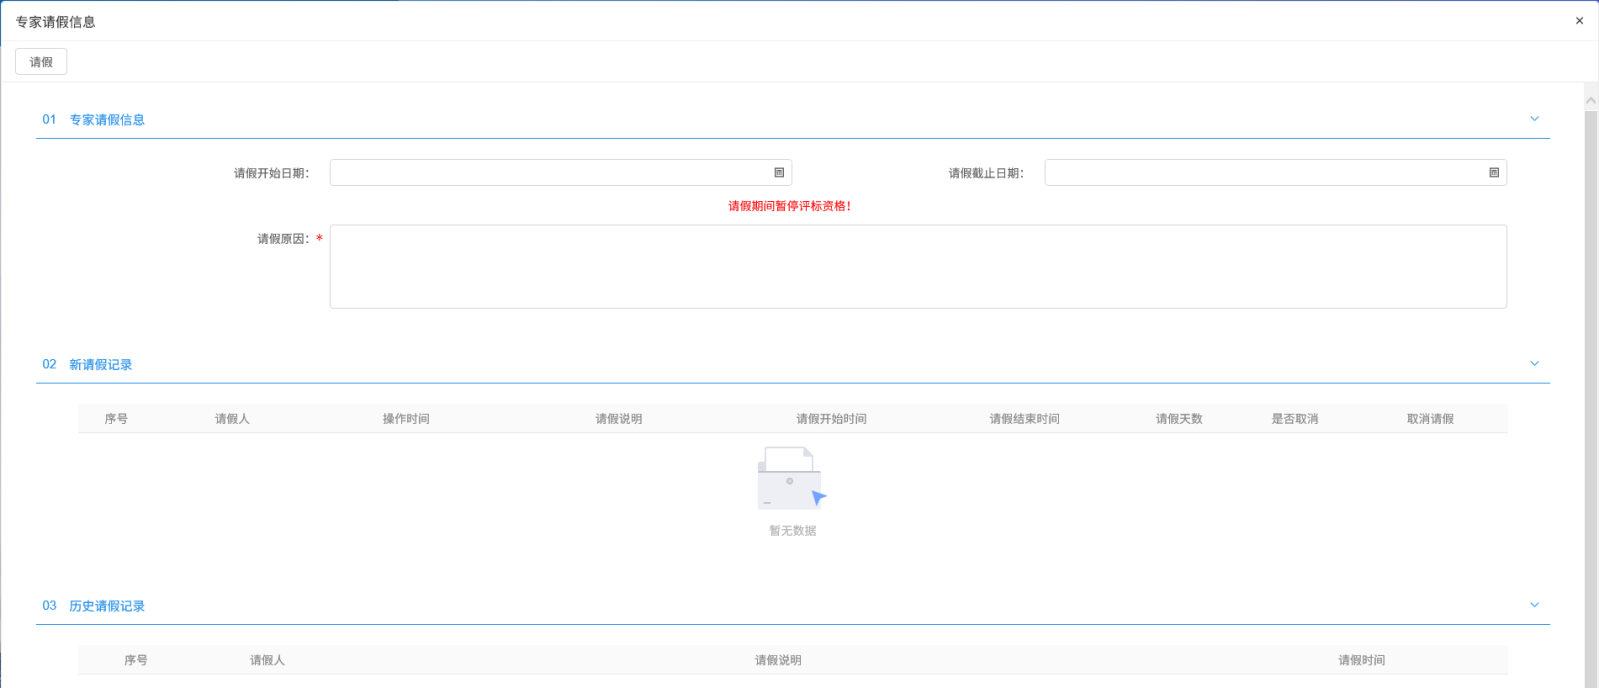 专家请假信息
请假
01 专家请假信息
请假开始日期： 请假截止日期：
请假期间暂停评标资格！
请假原因：*
02 新请假记录
序号 请假人 操作时间 请假说明 请假开始时间 请假结束时间 请假天数 是否取消 取消请假
暂无数据
03 历史请假记录
序号 请假人 请假说明 请假时间